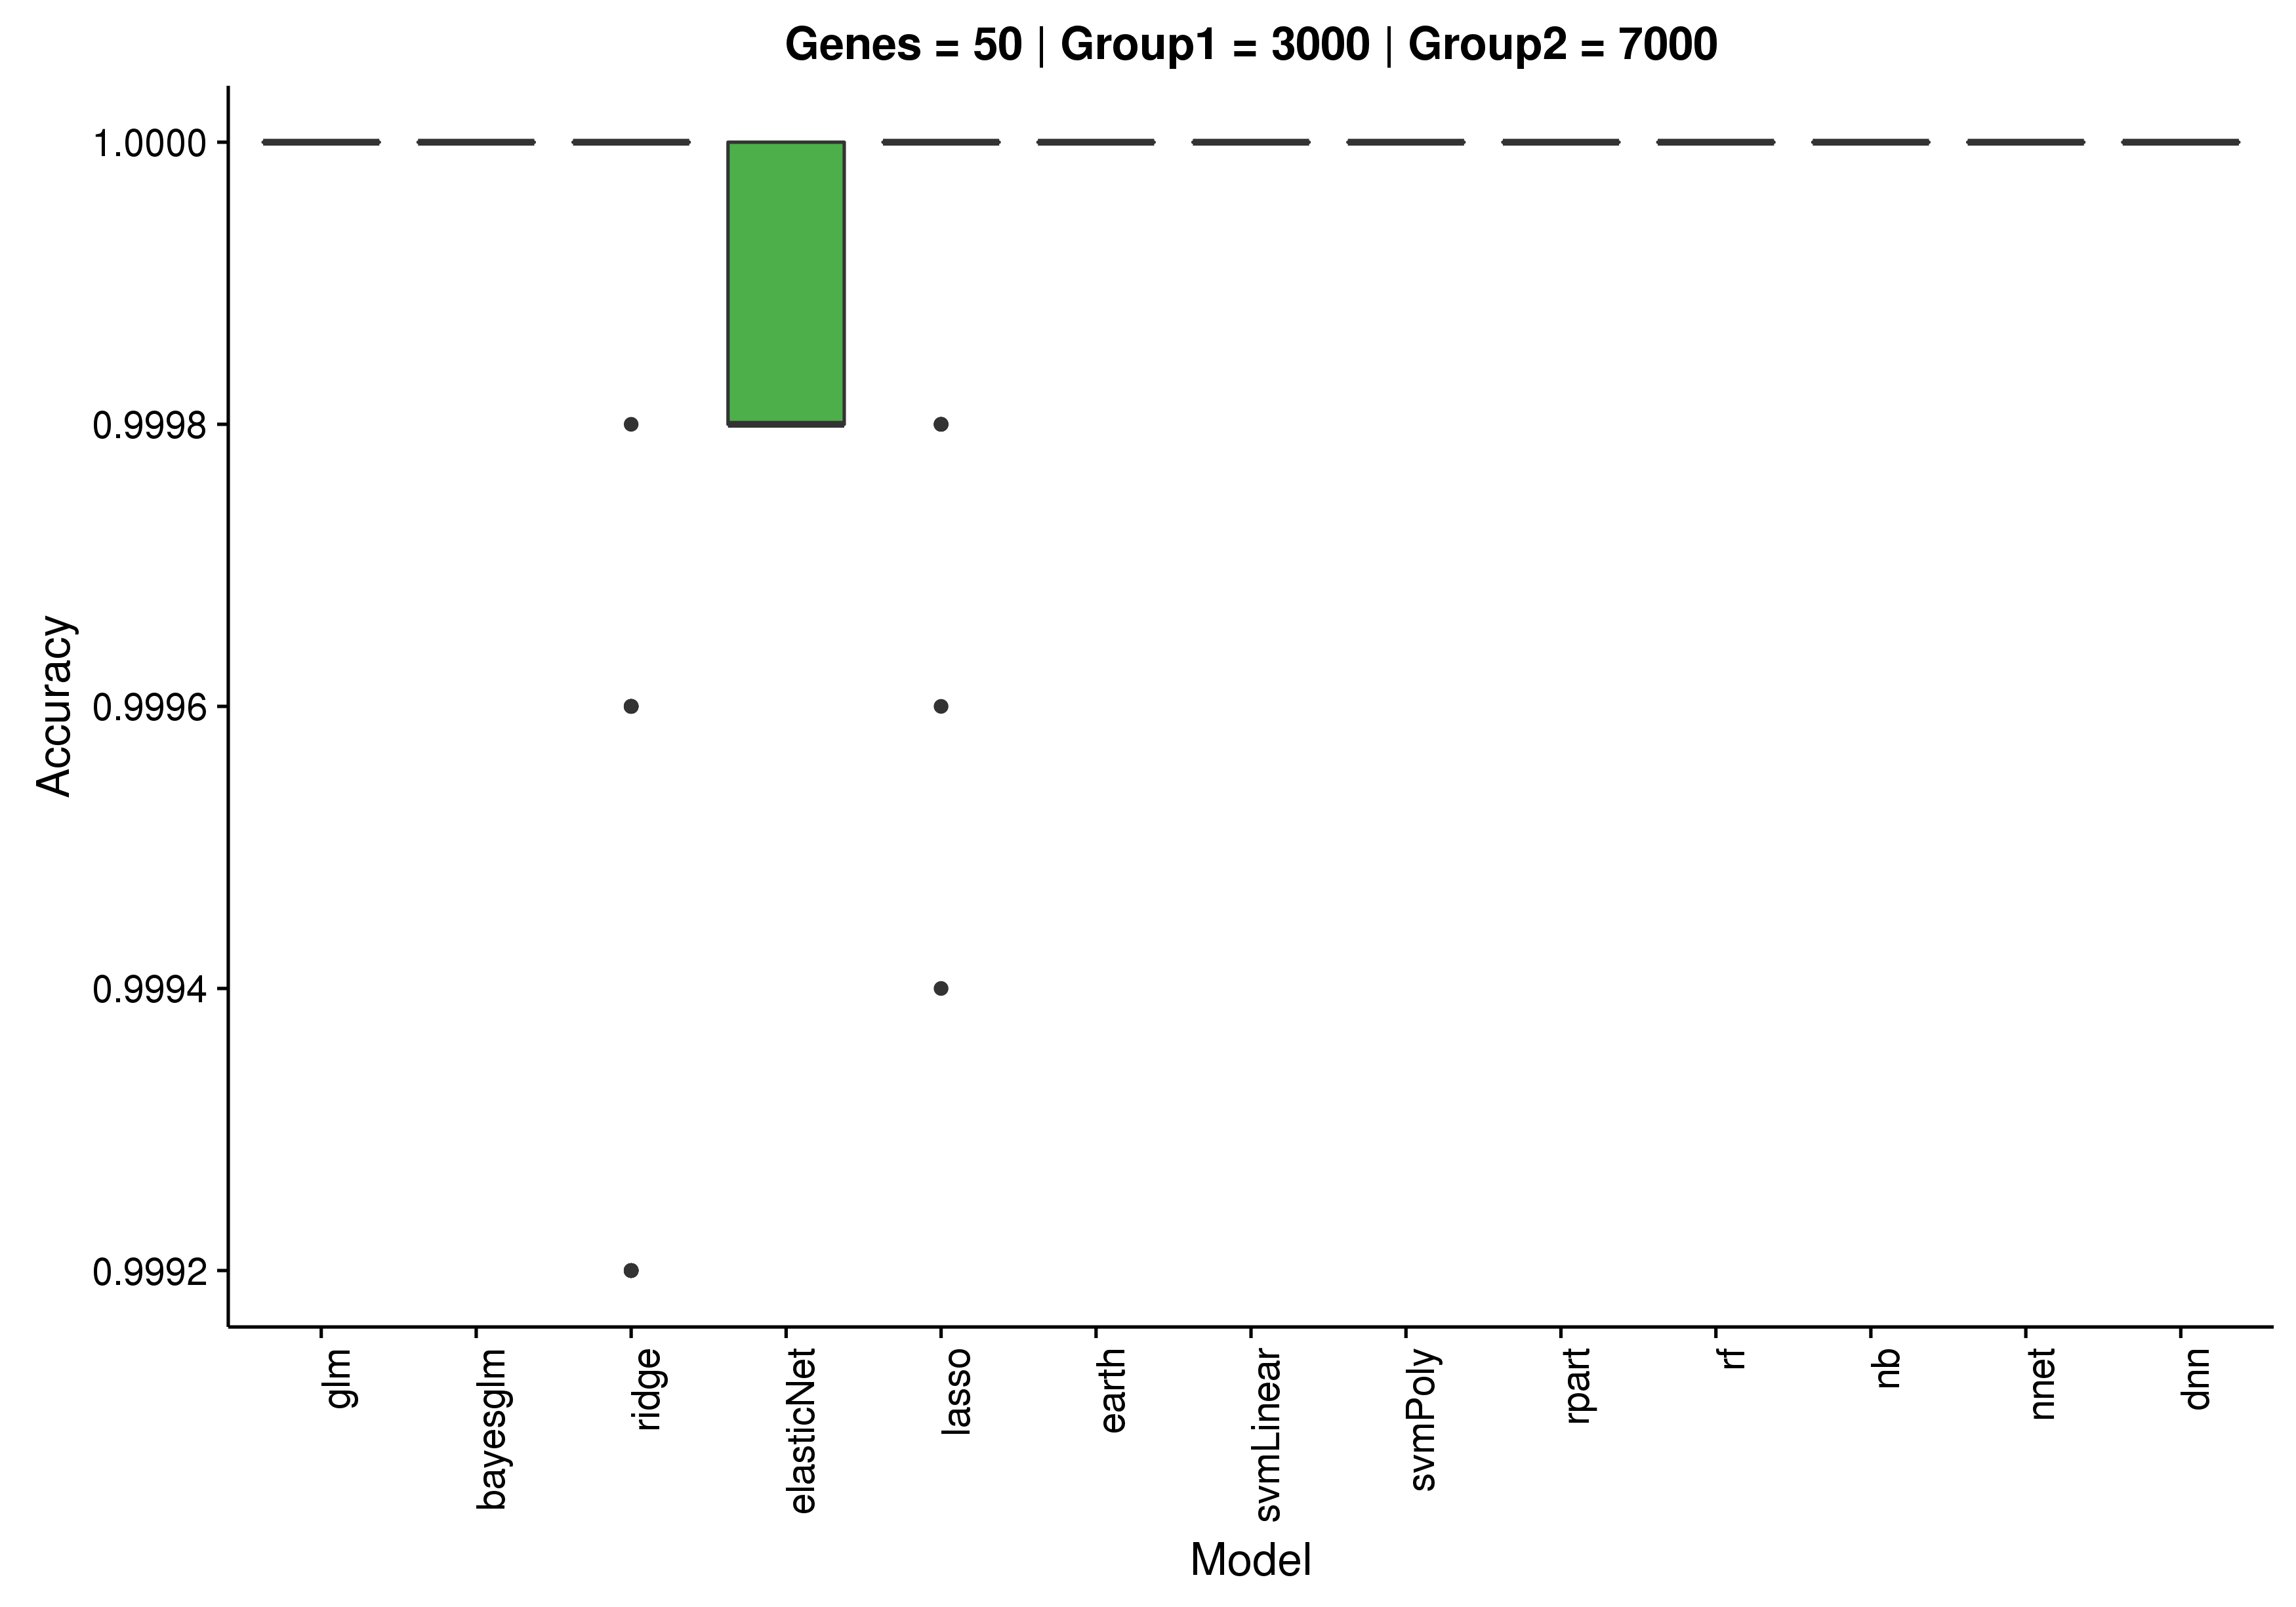 Genes = 50 | Group1 = 3000 | Group2 = 7000
Accuracy
1.0000
0.9998
0.9996
0.9994
0.9992
glm
bayesglm
ridge
elasticNet
lasso
earth
svmLinear
svmPoly
rpart
rf
nb
nnet
dnn
Model